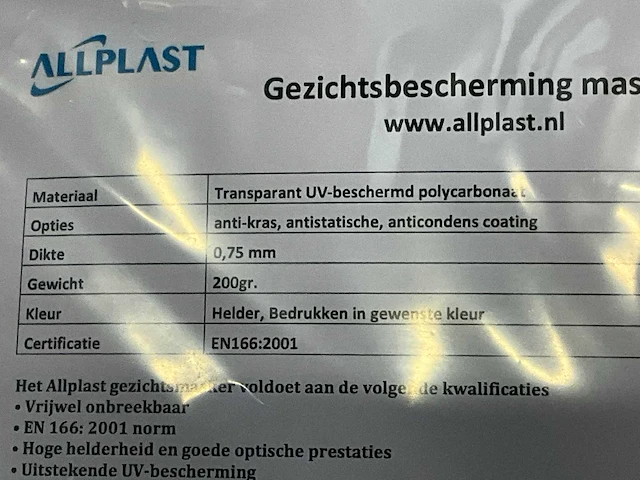 ALLPLAST
Gezichtsbescherming mas
www.allplast.nl
Materiaal Transparant UV-beschermd polycarbonaat
Opties anti-kras, antistatische, anticondens coating
Dikte 0,75 mm
Gewicht 200gr.
Kleur Helder, Bedrukken in gewenste kleur
Certificatie EN166:2001
Het Allplast gezichtsmasker voldoet aan de volgende kwalificaties
• Vrijwel onbreekbaar
• EN 166: 2001 norm
• Hoge helderheid en goede optische prestaties
• Uitstekende UV-bescherming